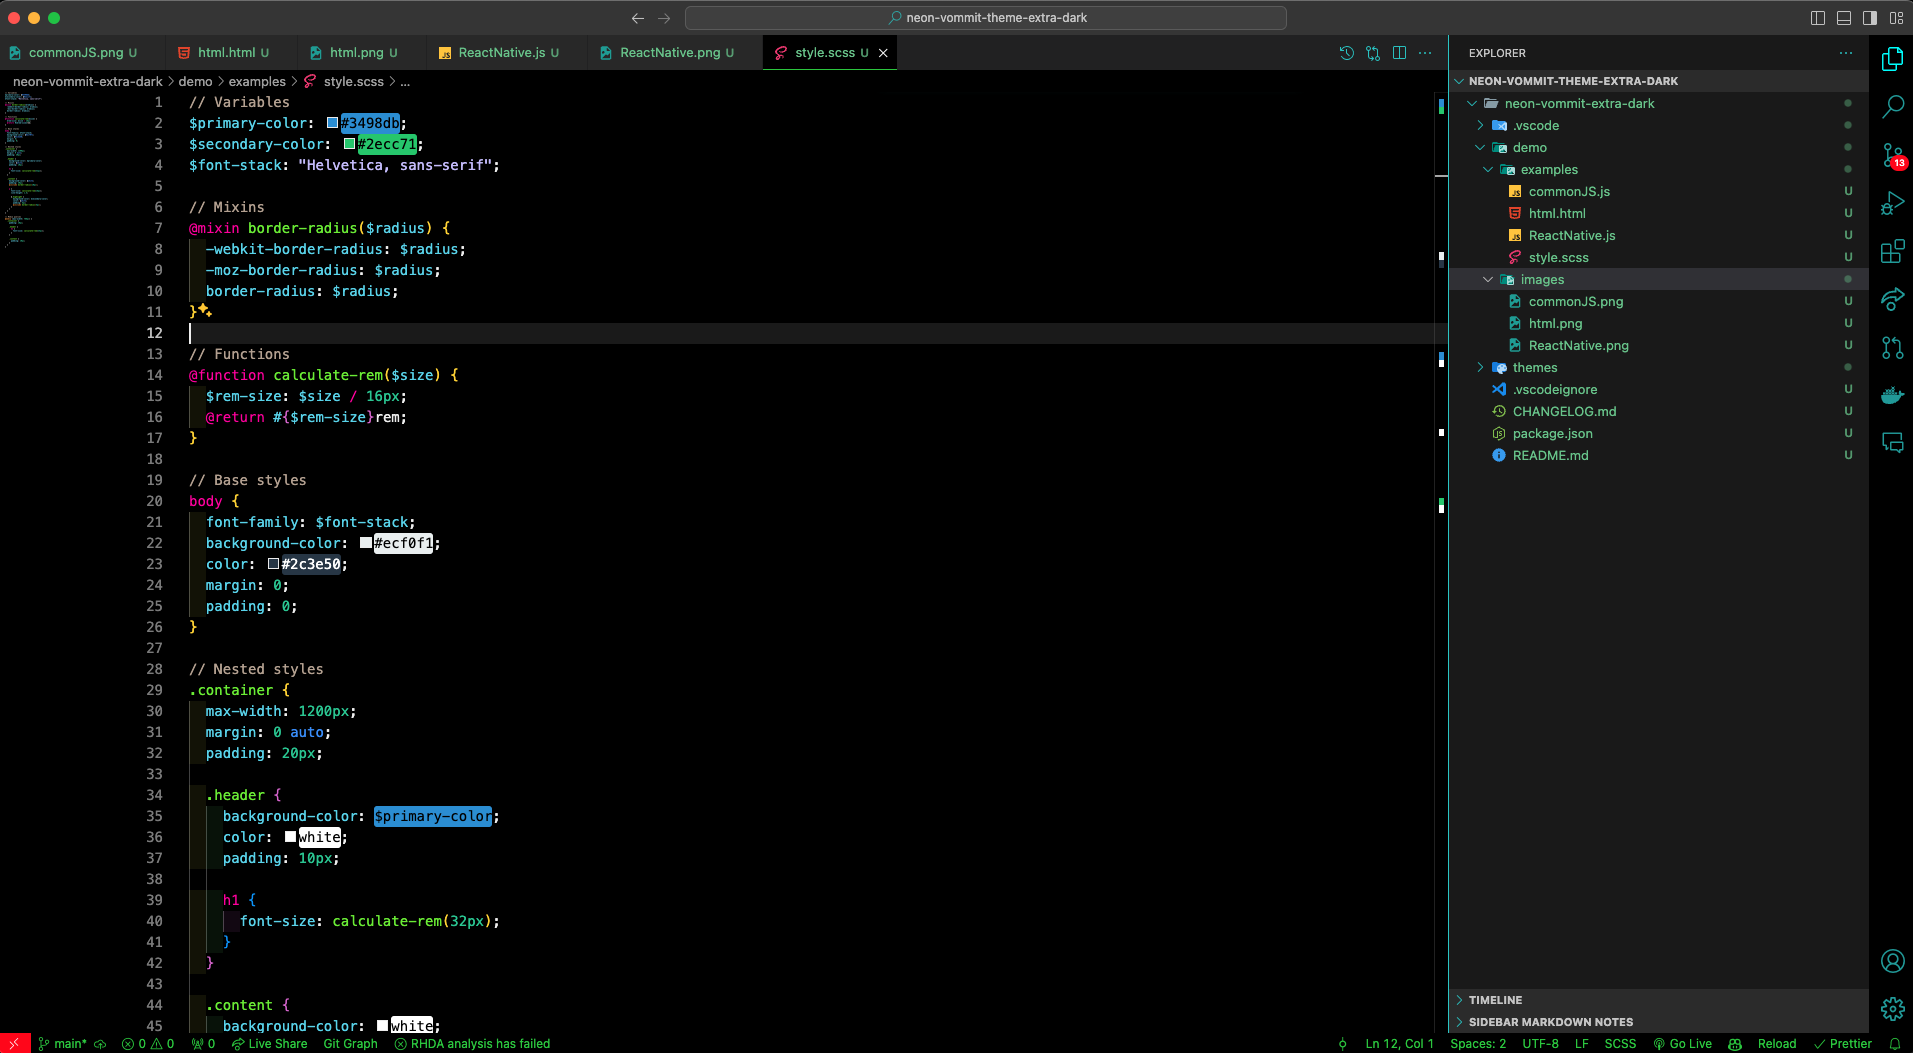 neon-vommit-theme-extra-dark
commonJS.png U
html.html U
html.png U
ReactNative.js U
ReactNative.png U
style.scss U
neon-vommit-extra-dark > demo > examples > style.scss > ...
1 // Variables
2 $primary-color: #3498db;
3 $secondary-color: #2ecc71;
4 $font-stack: "Helvetica, sans-serif";
5
6 // Mixins
7 @mixin border-radius($radius) {
8 -webkit-border-radius: $radius;
9 -moz-border-radius: $radius;
10 border-radius: $radius;
11 }
12
13 // Functions
14 @function calculate-rem($size) {
15 $rem-size: $size / 16px;
16 @return #{$rem-size}rem;
17 }
18
19 // Base styles
20 body {
21 font-family: $font-stack;
22 background-color: #ecf0f1;
23 color: #2c3e50;
24 margin: 0;
25 padding: 0;
26 }
27
28 // Nested styles
29 .container {
30 max-width: 1200px;
31 margin: 0 auto;
32 padding: 20px;
33
34 .header {
35 background-color: $primary-color;
36 color: white;
37 padding: 10px;
38
39 h1 {
40 font-size: calculate-rem(32px);
41 }
42 }
43
44 .content {
45 background-color: white;
EXPLORER
NEON-VOMMIT-THEME-EXTRA-DARK
neon-vommit-extra-dark
.vscode
demo
examples
commonJS.js U
html.html U
ReactNative.js U
style.scss U
images
commonJS.png U
html.png U
ReactNative.png U
themes
.vscodeignore U
CHANGELOG.md U
package.json U
README.md U
13
TIMELINE
SIDEBAR MARKDOWN NOTES
main* 0 0 0 Live Share Git Graph RHDA analysis has failed Ln 12, Col 1 Spaces: 2 UTF-8 LF SCSS Go Live Reload Prettier